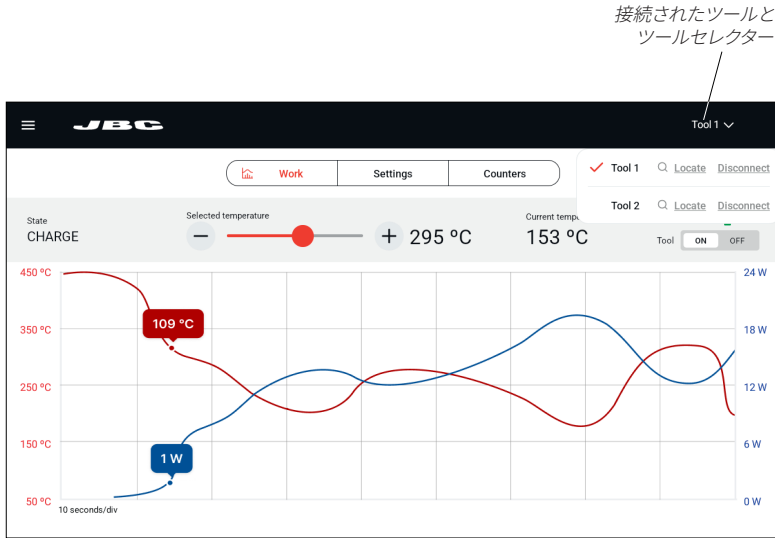 接続されたツールと
ツールセレクター
JBC
Tool 1
Work
Settings
Counters
Tool 1 Locate Disconnect
Tool 2 Locate Disconnect
State
CHARGE
Selected temperature
− + 295 ºC
153 ºC
Tool ON OFF
450 ºC
24 W
109 ºC
350 ºC
18 W
250 ºC
12 W
150 ºC
6 W
1 W
50 ºC
0 W
10 seconds/div